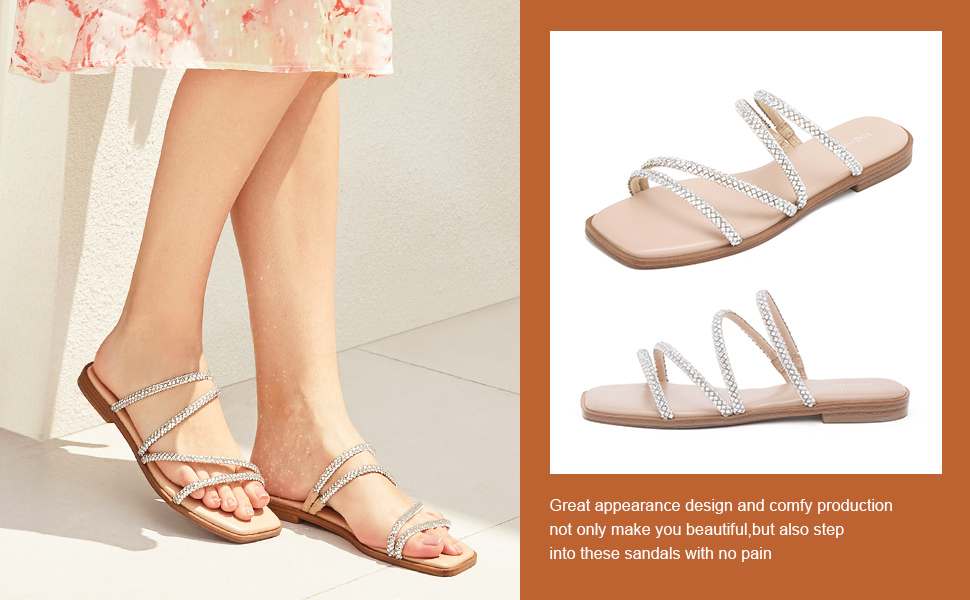 Great appearance design and comfy production
not only make you beautiful,but also step
into these sandals with no pain